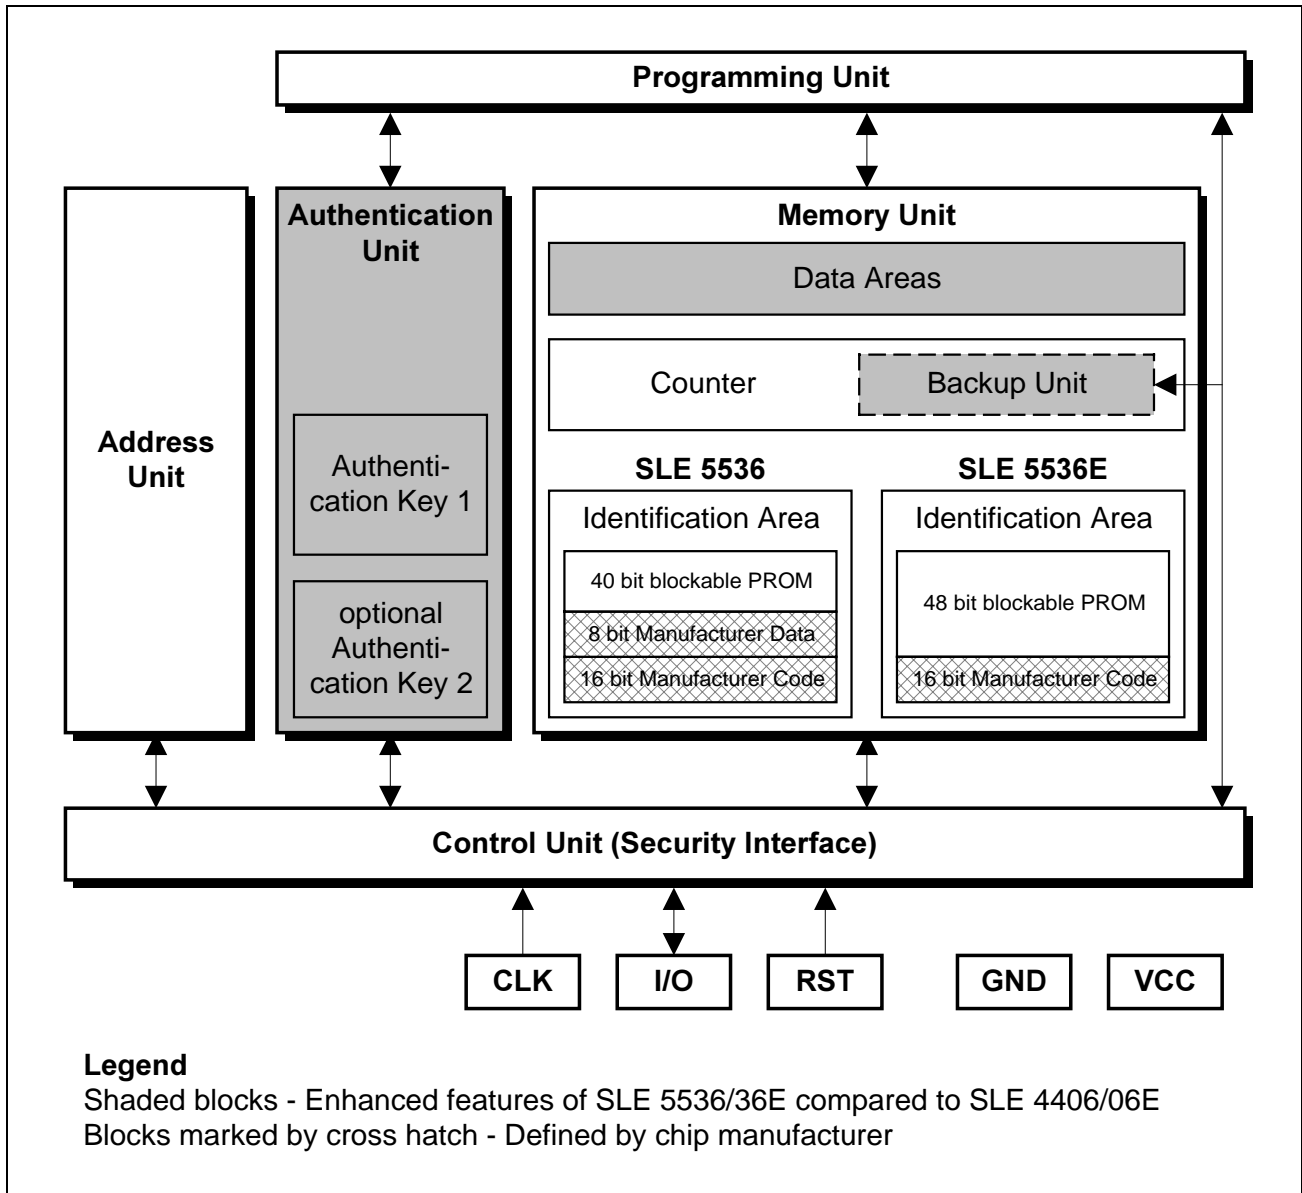 Programming Unit
Address
Unit
Authentication
Unit
Authenti-
cation Key 1
optional
Authenti-
cation Key 2
Memory Unit
Data Areas
Counter
Backup Unit
SLE 5536
Identification Area
40 bit blockable PROM
8 bit Manufacturer Data
16 bit Manufacturer Code
SLE 5536E
Identification Area
48 bit blockable PROM
16 bit Manufacturer Code
Control Unit (Security Interface)
CLK
I/O
RST
GND
VCC
Legend
Shaded blocks - Enhanced features of SLE 5536/36E compared to SLE 4406/06E
Blocks marked by cross hatch - Defined by chip manufacturer